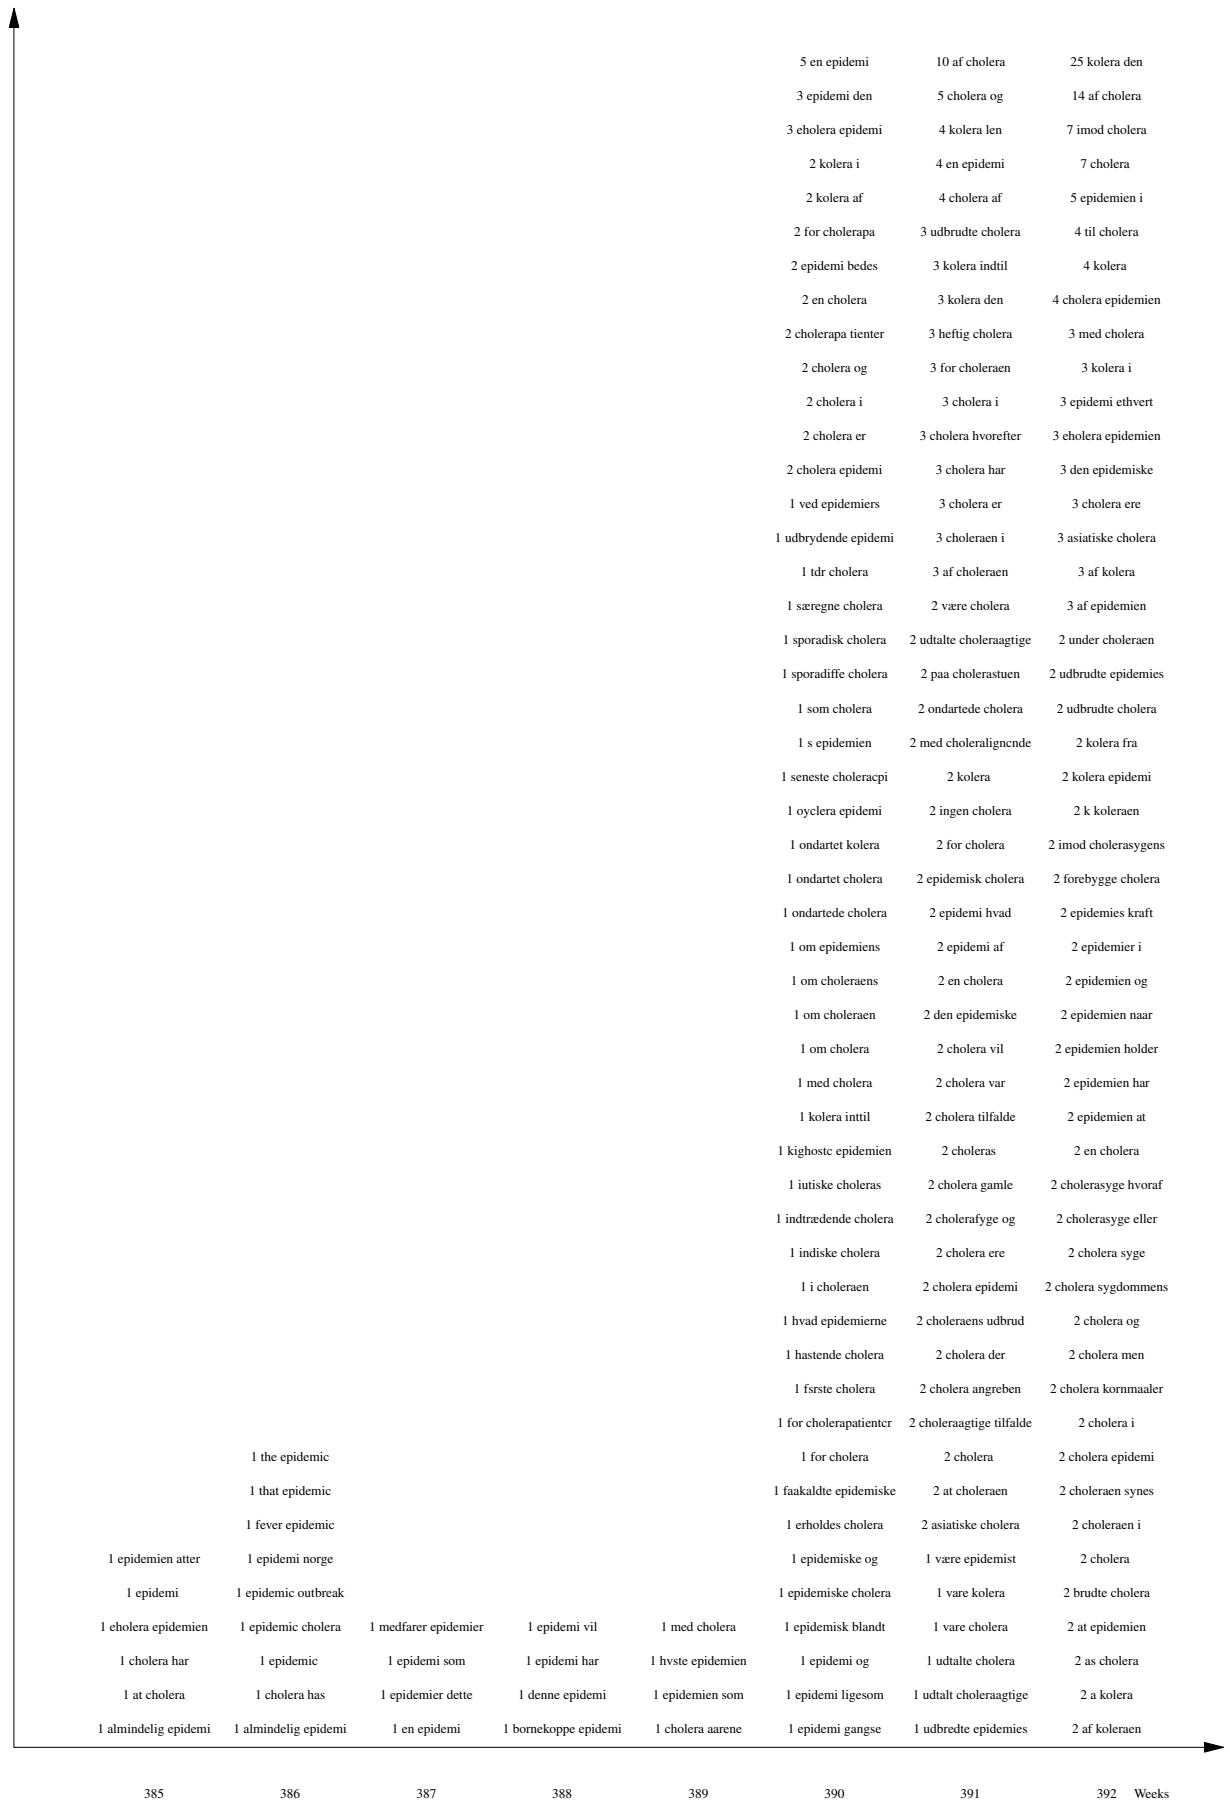 5 en epidemi 10 af cholera 25 kolera den
3 epidemi den 5 cholera og 14 af cholera
3 eholera epidemi 4 kolera len 7 imod cholera
2 kolera i 4 en epidemi 7 cholera
2 kolera af 4 cholera af 5 epidemien i
2 for cholerapa 3 udbrudte cholera 4 til cholera
2 epidemi bedes 3 kolera indtil 4 kolera
2 en cholera 3 kolera den 4 cholera epidemien
2 cholerapa tienter 3 heftig cholera 3 med cholera
2 cholera og 3 for choleraen 3 kolera i
2 cholera i 3 cholera i 3 epidemi ethvert
2 cholera er 3 cholera hvorefter 3 eholera epidemien
2 cholera epidemi 3 cholera har 3 den epidemiske
1 ved epidemiers 3 cholera er 3 cholera ere
1 udbrydende epidemi 3 choleraen i 3 asiatiske cholera
1 tdr cholera 3 af choleraen 3 af kolera
1 særegne cholera 2 være cholera 3 af epidemien
1 sporadisk cholera 2 udtalte choleraagtige 2 under choleraen
1 sporadiffe cholera 2 paa cholerastuen 2 udbrudte epidemies
1 som cholera 2 ondartede cholera 2 udbrudte cholera
1 s epidemien 2 med choleraligncnde 2 kolera fra
1 seneste choleracpi 2 kolera 2 kolera epidemi
1 oyclera epidemi 2 ingen cholera 2 k koleraen
1 ondartet kolera 2 for cholera 2 imod cholerasygens
1 ondartet cholera 2 epidemisk cholera 2 forebygge cholera
1 ondartede cholera 2 epidemi hvad 2 epidemies kraft
1 om epidemiens 2 epidemi af 2 epidemier i
1 om choleraens 2 en cholera 2 epidemien og
1 om choleraen 2 den epidemiske 2 epidemien naar
1 om cholera 2 cholera vil 2 epidemien holder
1 med cholera 2 cholera var 2 epidemien har
1 kolera inttil 2 cholera tilfalde 2 epidemien at
1 kighostc epidemien 2 choleras 2 en cholera
1 iutiske choleras 2 cholera gamle 2 cholerasyge hvoraf
1 indtrædende cholera 2 cholerafyge og 2 cholerasyge eller
1 indiske cholera 2 cholera ere 2 cholera syge
1 i choleraen 2 cholera epidemi 2 cholera sygdommens
1 hvad epidemierne 2 choleraens udbrud 2 cholera og
1 hastende cholera 2 cholera der 2 cholera men
1 fsrste cholera 2 cholera angreben 2 cholera kornmaaler
1 for cholerapatientcr 2 choleraagtige tilfalde 2 cholera i
1 the epidemic 1 for cholera 2 cholera 2 cholera epidemi
1 that epidemic 1 faakaldte epidemiske 2 at choleraen 2 choleraen synes
1 fever epidemic 1 erholdes cholera 2 asiatiske cholera 2 choleraen i
1 epidemien atter 1 epidemi norge 1 epidemiske og 1 være epidemist 2 cholera
1 epidemi 1 epidemic outbreak 1 epidemiske cholera 1 vare kolera 2 brudte cholera
1 eholera epidemien 1 epidemic cholera 1 medfarer epidemier 1 epidemi vil 1 med cholera 1 epidemisk blandt 1 vare cholera 2 at epidemien
1 cholera har 1 epidemic 1 epidemi som 1 epidemi har 1 hvste epidemien 1 epidemi og 1 udtalte cholera 2 as cholera
1 at cholera 1 cholera has 1 epidemier dette 1 denne epidemi 1 epidemien som 1 epidemi ligesom 1 udtalt choleraagtige 2 a kolera
1 almindelig epidemi 1 almindelig epidemi 1 en epidemi 1 bornekoppe epidemi 1 cholera aarene 1 epidemi gangse 1 udbredte epidemies 2 af koleraen
385 386 387 388 389 390 391 392 Weeks